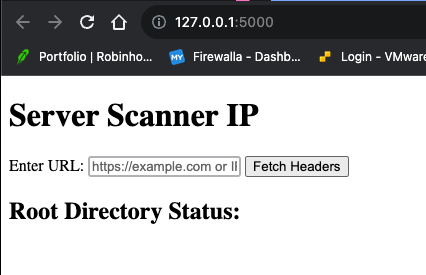 127.0.0.1:5000
Portfolio | Robinho... Firewalla - Dashb... Login - VMware
Server Scanner IP
Enter URL: https://example.com or II Fetch Headers
Root Directory Status: